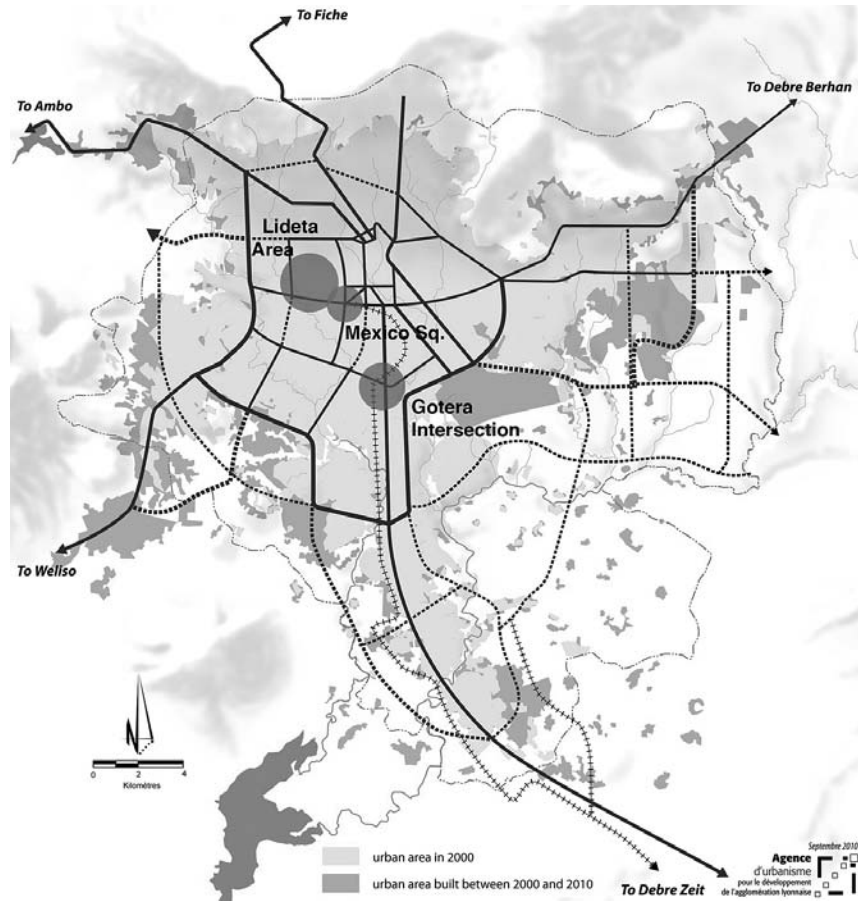 To Fiche
To Ambo
To Debre Berhan
Lideta
Area
Mexico Sq.
Gotera
Intersection
To Weliso
N
0 2 4
Kilomètres
urban area in 2000
urban area built between 2000 and 2010
To Debre Zeit
Septembre 2010
Agence
d'urbanisme
pour le développement
de l'agglomération lyonnaise